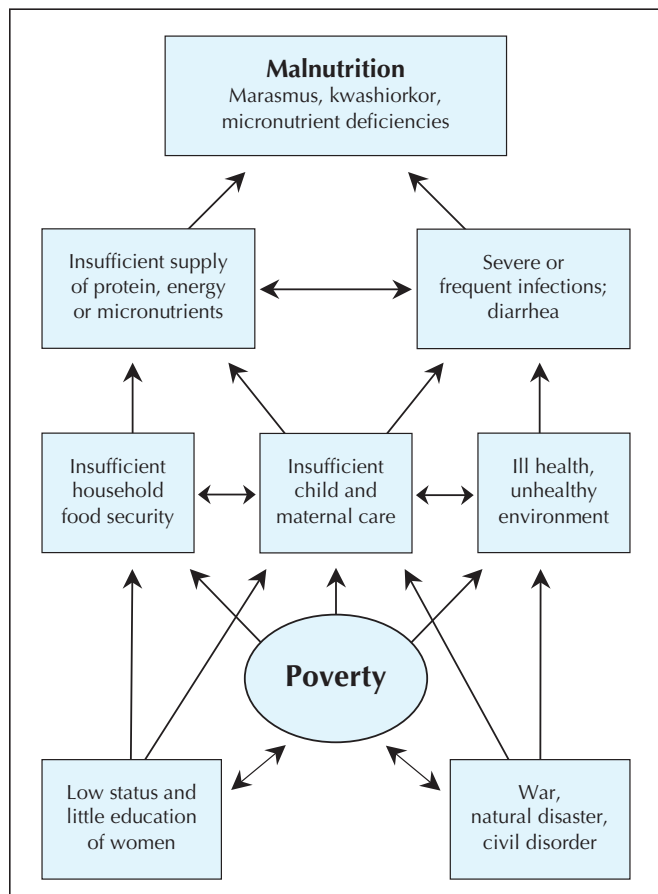 Malnutrition
Marasmus, kwashiorkor,
micronutrient deficiencies
Insufficient supply
of protein, energy
or micronutrients
Severe or
frequent infections;
diarrhea
Insufficient
household
food security
Insufficient
child and
maternal care
Ill health,
unhealthy
environment
Poverty
Low status and
little education
of women
War,
natural disaster,
civil disorder